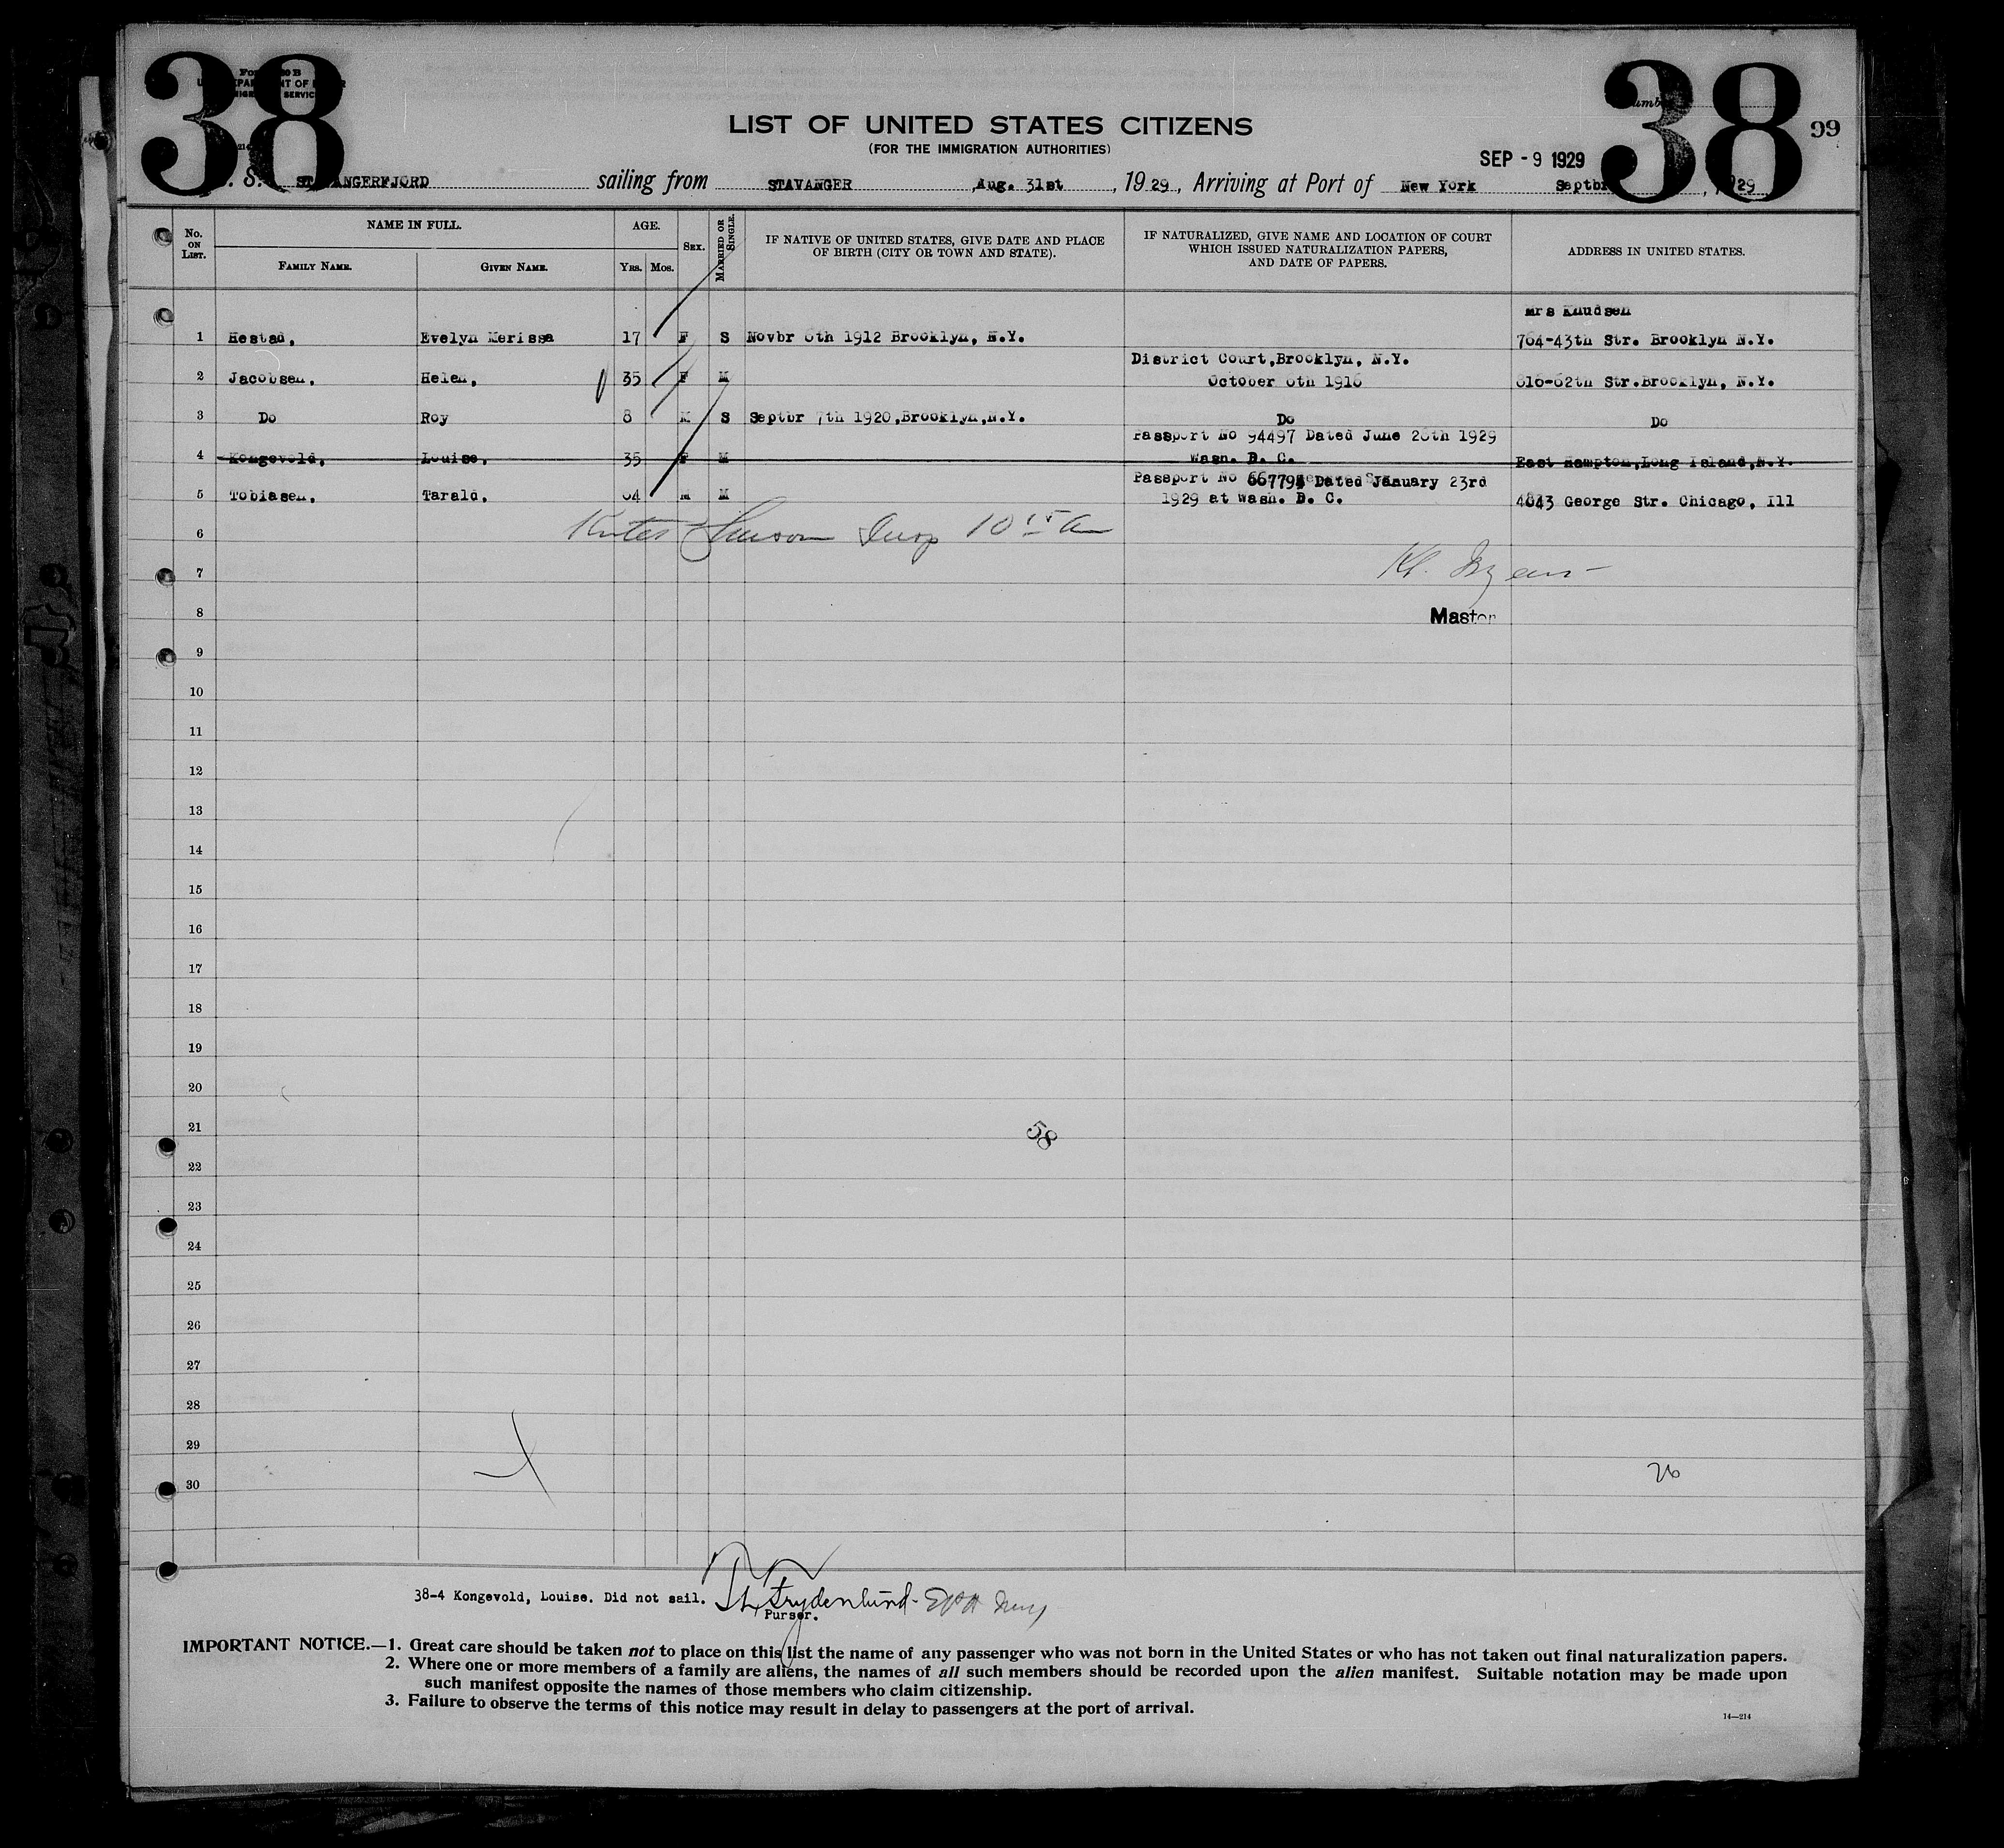 38
38
99
LIST OF UNITED STATES CITIZENS
(FOR THE IMMIGRATION AUTHORITIES)
SEP - 9 1929
S. STAVANGERFJORD sailing from STAVANGER, Aug. 31st, 1929, Arriving at Port of New York Septbr, 1929
No. ON LIST. NAME IN FULL. AGE. SEX. MARRIED OR SINGLE. IF NATIVE OF UNITED STATES, GIVE DATE AND PLACE OF BIRTH (CITY OR TOWN AND STATE). IF NATURALIZED, GIVE NAME AND LOCATION OF COURT WHICH ISSUED NATURALIZATION PAPERS, AND DATE OF PAPERS. ADDRESS IN UNITED STATES.
FAMILY NAME. GIVEN NAME. YRS. MOS.
Mrs Knudsen
1 Hestad, Evelyn Merissa 17 F S Novbr 6th 1912 Brooklyn, N.Y. 764-43th Str. Brooklyn N.Y.
District Court, Brooklyn, N.Y.
2 Jacobsen, Helen, 35 F M October 6th 1916 816-62th Str. Brooklyn, N.Y.
3 Do Roy 8 M S Septbr 7th 1920, Brooklyn, N.Y. Do Do
Passport No 94497 Dated June 28th 1929
4 Kongevold, Louise, 35 F M Wash. D. C. East Hampton, Long Island, N.Y.
Passport No Dated January 23rd
5 Tobiasen, Tarald, 64 M M 1929 at Wash. D. C. 4843 George Str. Chicago, Ill
6 Insp 10 15 am
7
8 Master
9
10
11
12
13
14
15
16
17
18
19
20
21 58
22
23
24
25
26
27
28
29
30 26
38-4 Kongevold, Louise. Did not sail. Th. Frydenlund
Purser.
IMPORTANT NOTICE.—1. Great care should be taken not to place on this list the name of any passenger who was not born in the United States or who has not taken out final naturalization papers.
2. Where one or more members of a family are aliens, the names of all such members should be recorded upon the alien manifest. Suitable notation may be made upon
such manifest opposite the names of those members who claim citizenship.
3. Failure to observe the terms of this notice may result in delay to passengers at the port of arrival.
14—214